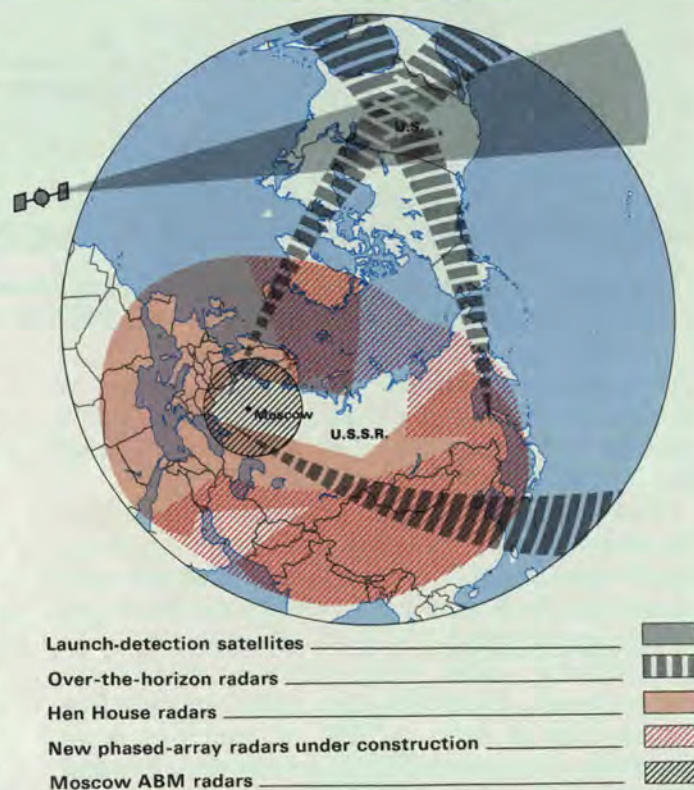 U.S.
Moscow
U.S.S.R.
Launch-detection satellites
Over-the-horizon radars
Hen House radars
New phased-array radars under construction
Moscow ABM radars